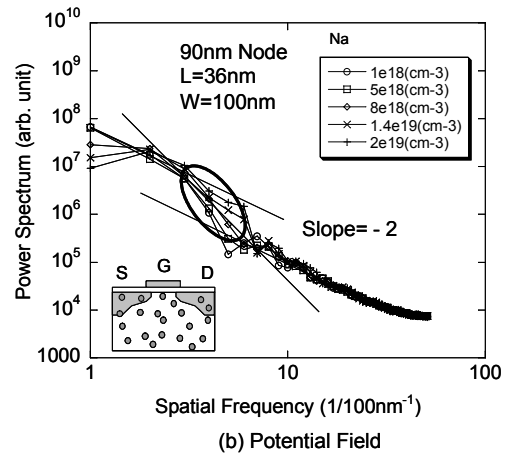 10^10
10^9
10^8
10^7
10^6
10^5
10^4
1000
Power Spectrum (arb. unit)
90nm Node
L=36nm
W=100nm
Na
1e18(cm-3)
5e18(cm-3)
8e18(cm-3)
1.4e19(cm-3)
2e19(cm-3)
Slope= - 2
S G D
1 10 100
Spatial Frequency (1/100nm^-1)
(b) Potential Field